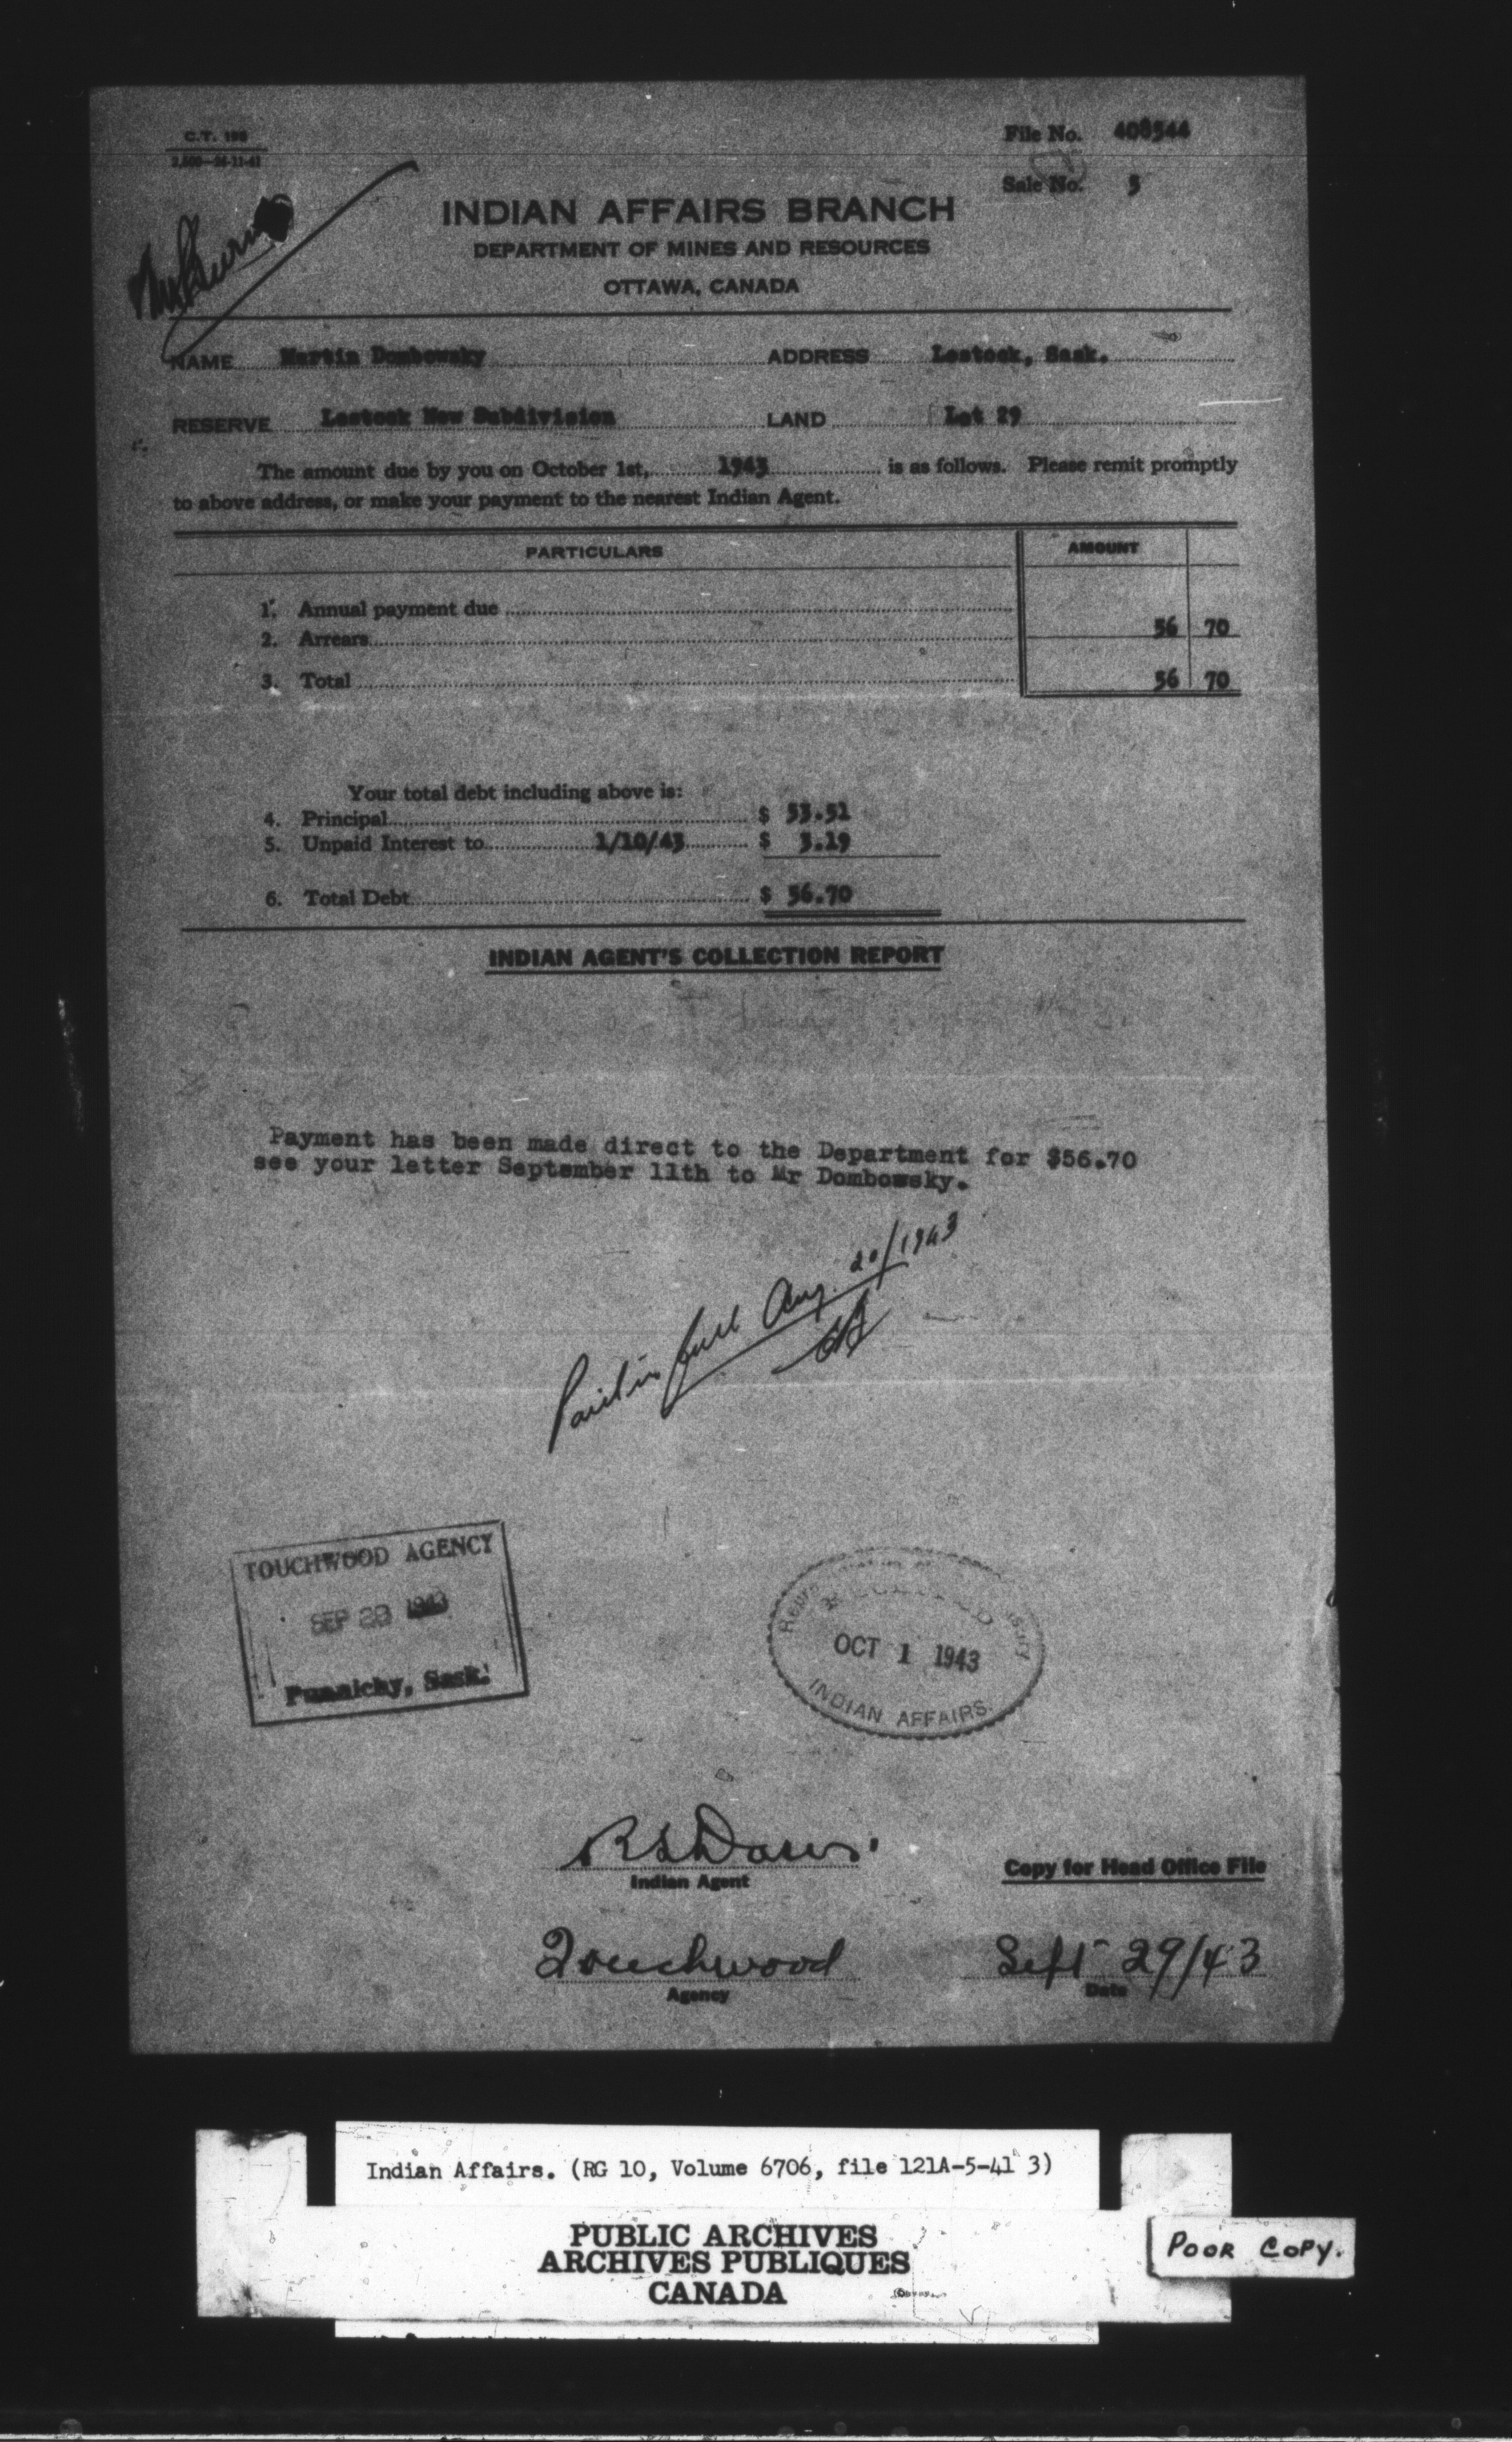 C.T. 198
2,500—24-11-41
File No. 408544
Sale No. 5
INDIAN AFFAIRS BRANCH
DEPARTMENT OF MINES AND RESOURCES
OTTAWA, CANADA
NAME Martin Dombowsky ADDRESS Lestock, Sask.
RESERVE Lestock New Subdivision LAND Lot 29
The amount due by you on October 1st, 1943 is as follows. Please remit promptly
to above address, or make your payment to the nearest Indian Agent.
PARTICULARS AMOUNT
1. Annual payment due
2. Arrears 56 70
3. Total 56 70
Your total debt including above is:
4. Principal $ 53.51
5. Unpaid Interest to 1/10/43 $ 3.19
6. Total Debt $ 56.70
INDIAN AGENT'S COLLECTION REPORT
Payment has been made direct to the Department for $56.70
see your letter September 11th to Mr Dombowsky.
Paid in full Aug. 20/1943
TOUCHWOOD AGENCY
SEP 29 1943
Punnichy, Sask.
OCT 1 1943
INDIAN AFFAIRS.
Indian Agent
Copy for Head Office File
Touchwood Sept 29/43
Agency Date
Indian Affairs. (RG 10, Volume 6706, file 121A-5-41 3)
PUBLIC ARCHIVES
ARCHIVES PUBLIQUES
CANADA
POOR COPY.